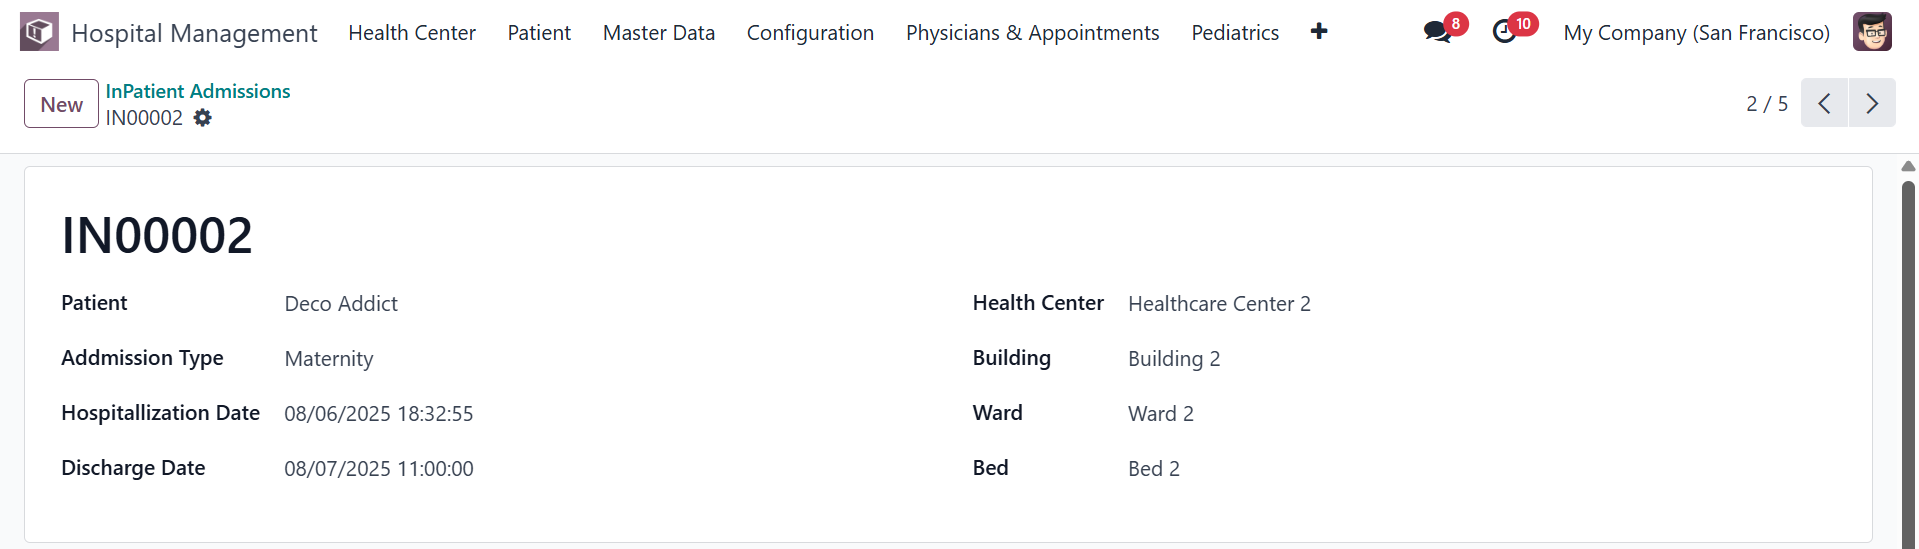 Hospital Management Health Center Patient Master Data Configuration Physicians & Appointments Pediatrics 8 10 My Company (San Francisco)
New
InPatient Admissions
IN00002
2 / 5
IN00002
Patient Deco Addict Health Center Healthcare Center 2
Addmission Type Maternity Building Building 2
Hospitallization Date 08/06/2025 18:32:55 Ward Ward 2
Discharge Date 08/07/2025 11:00:00 Bed Bed 2